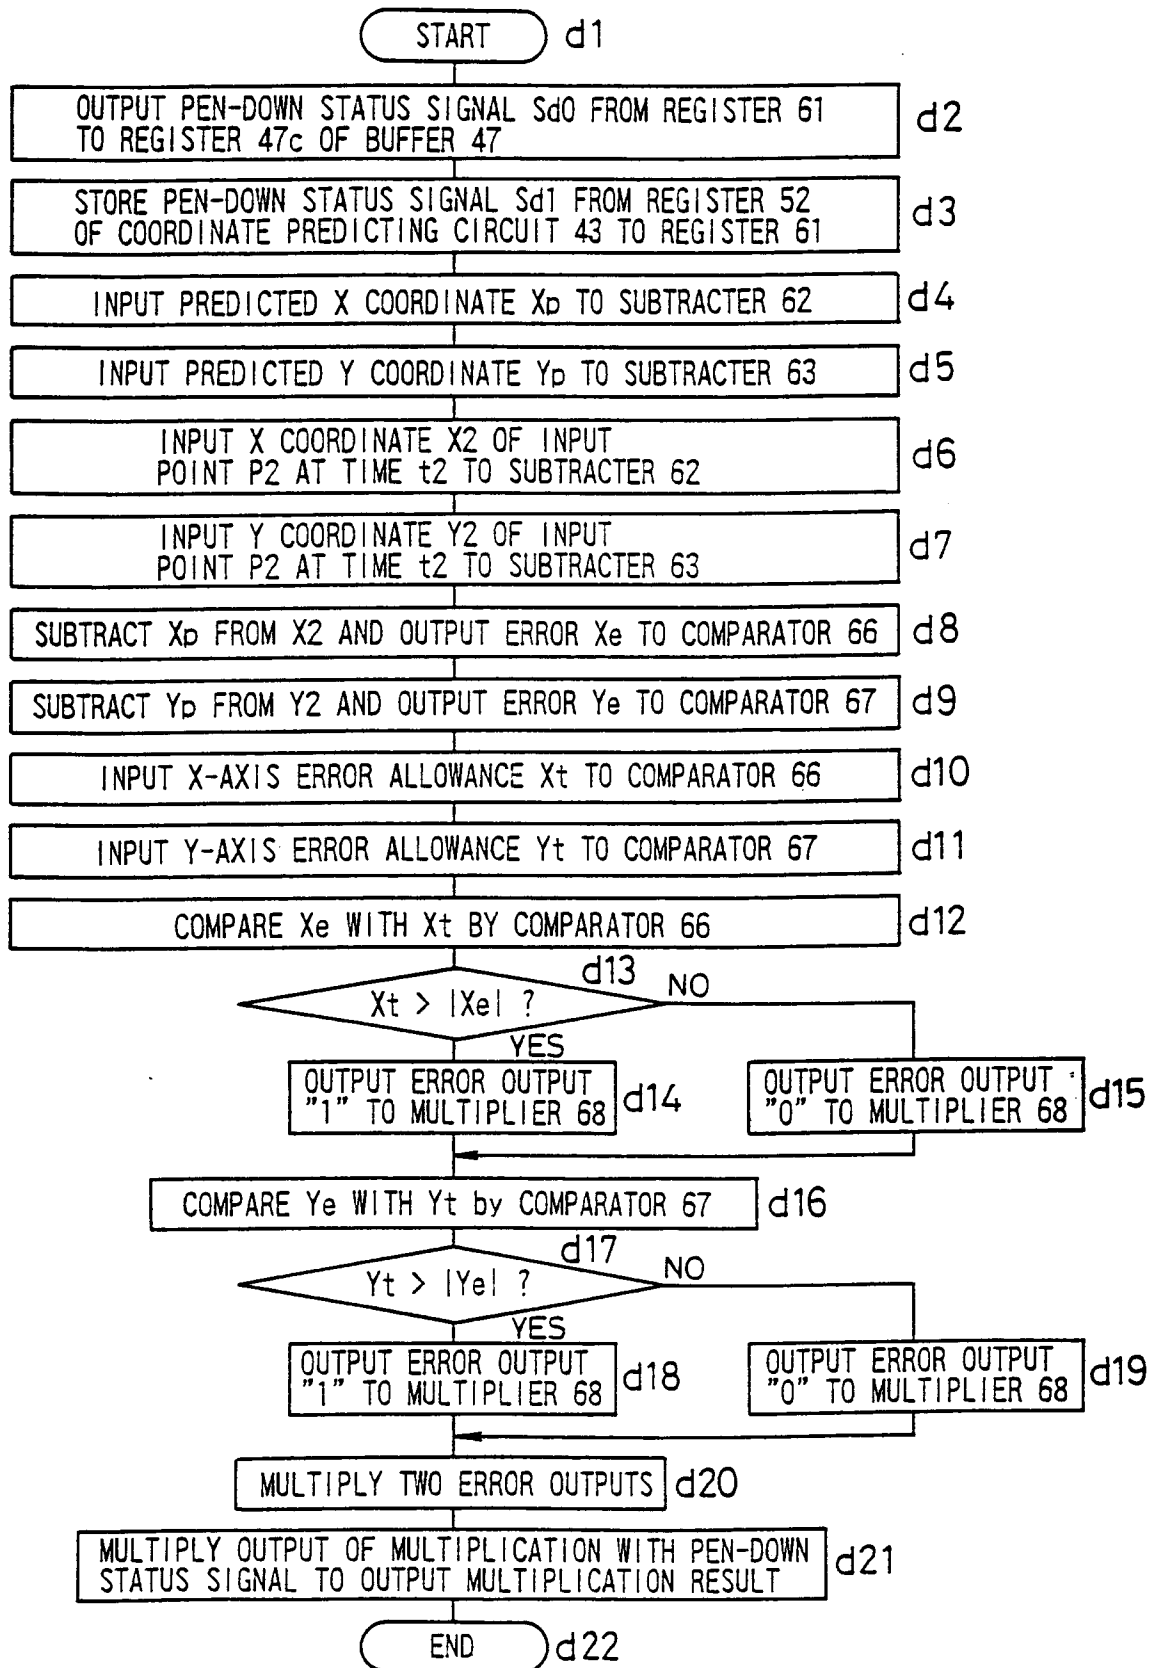 START d1
OUTPUT PEN-DOWN STATUS SIGNAL Sd0 FROM REGISTER 61
TO REGISTER 47c OF BUFFER 47
d2
STORE PEN-DOWN STATUS SIGNAL Sd1 FROM REGISTER 52
OF COORDINATE PREDICTING CIRCUIT 43 TO REGISTER 61
d3
INPUT PREDICTED X COORDINATE Xp TO SUBTRACTER 62 d4
INPUT PREDICTED Y COORDINATE Yp TO SUBTRACTER 63 d5
INPUT X COORDINATE X2 OF INPUT
POINT P2 AT TIME t2 TO SUBTRACTER 62
d6
INPUT Y COORDINATE Y2 OF INPUT
POINT P2 AT TIME t2 TO SUBTRACTER 63
d7
SUBTRACT Xp FROM X2 AND OUTPUT ERROR Xe TO COMPARATOR 66 d8
SUBTRACT Yp FROM Y2 AND OUTPUT ERROR Ye TO COMPARATOR 67 d9
INPUT X-AXIS ERROR ALLOWANCE Xt TO COMPARATOR 66 d10
INPUT Y-AXIS ERROR ALLOWANCE Yt TO COMPARATOR 67 d11
COMPARE Xe WITH Xt BY COMPARATOR 66 d12
d13
Xt > |Xe| ?
NO
YES
OUTPUT ERROR OUTPUT
"1" TO MULTIPLIER 68
d14
OUTPUT ERROR OUTPUT
"0" TO MULTIPLIER 68
d15
COMPARE Ye WITH Yt by COMPARATOR 67 d16
d17
Yt > |Ye| ?
NO
YES
OUTPUT ERROR OUTPUT
"1" TO MULTIPLIER 68
d18
OUTPUT ERROR OUTPUT
"0" TO MULTIPLIER 68
d19
MULTIPLY TWO ERROR OUTPUTS d20
MULTIPLY OUTPUT OF MULTIPLICATION WITH PEN-DOWN
STATUS SIGNAL TO OUTPUT MULTIPLICATION RESULT
d21
END d22